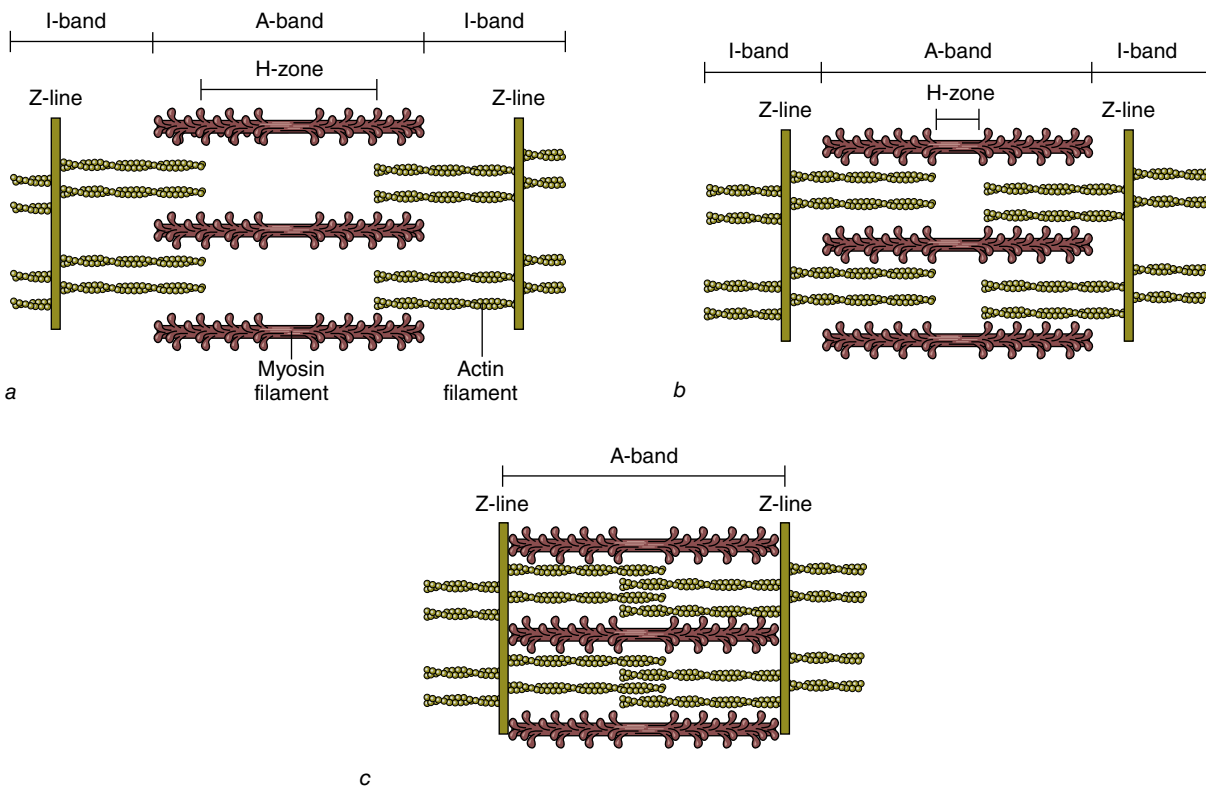 I-band
A-band
I-band
H-zone
Z-line
Z-line
Myosin
filament
Actin
filament
a
I-band
A-band
I-band
H-zone
Z-line
Z-line
b
A-band
Z-line
Z-line
c